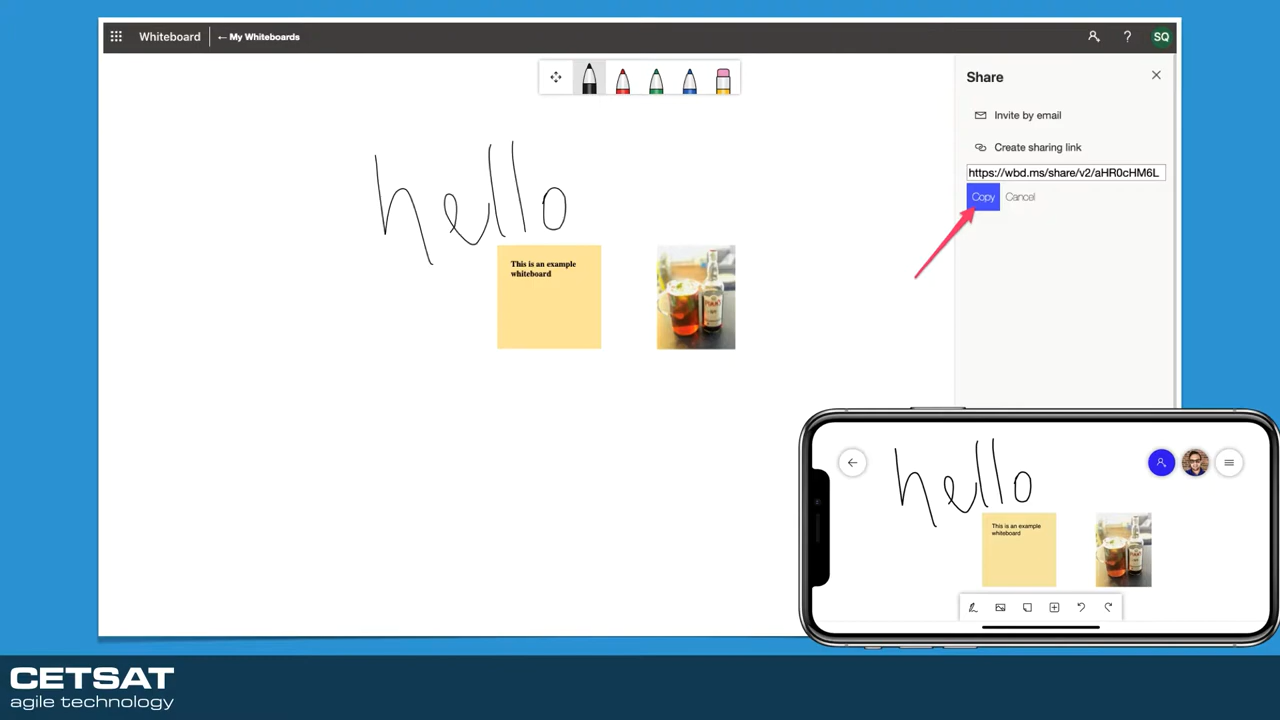 Whiteboard
← My Whiteboards
?
SQ
Share
Invite by email
Create sharing link
https://wbd.ms/share/v2/aHR0cHM6L
Copy
Cancel
hello
This is an example
whiteboard
PIMM'S
hello
This is an example
whiteboard
CETSAT
agile technology